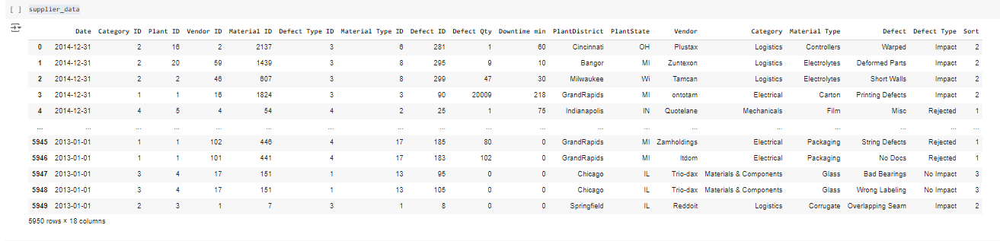 [ ] supplier_data
Date Category ID Plant ID Vendor ID Material ID Defect Type ID Material Type ID Defect ID Defect Qty Downtime min PlantDistrict PlantState Vendor Category Material Type Defect Defect Type Sort
0 2014-12-31 2 16 2 2137 3 6 281 1 60 Cincinnati OH Plustax Logistics Controllers Warped Impact 2
1 2014-12-31 2 20 59 1439 3 8 295 9 10 Bangor MI Zuntexon Logistics Electrolytes Deformed Parts Impact 2
2 2014-12-31 2 2 46 607 3 8 299 47 30 Milwaukee Wi Tamcan Logistics Electrolytes Short Walls Impact 2
3 2014-12-31 1 1 16 1824 3 3 90 20009 218 GrandRapids MI ontotam Electrical Carton Printing Defects Impact 2
4 2014-12-31 4 5 4 54 4 2 25 1 75 Indianapolis IN Quotelane Mechanicals Film Misc Rejected 1
... ... ... ... ... ... ... ... ... ... ... ... ... ... ... ... ... ... ...
5945 2013-01-01 1 1 102 446 4 17 185 80 0 GrandRapids MI Zamholdings Electrical Packaging String Defects Rejected 1
5946 2013-01-01 1 1 101 441 4 17 183 102 0 GrandRapids MI Itdom Electrical Packaging No Docs Rejected 1
5947 2013-01-01 3 4 17 151 1 13 95 0 0 Chicago IL Trio-dax Materials & Components Glass Bad Bearings No Impact 3
5948 2013-01-01 3 4 17 151 1 13 105 0 0 Chicago IL Trio-dax Materials & Components Glass Wrong Labeling No Impact 3
5949 2013-01-01 2 3 1 7 3 1 8 0 0 Springfield IL Reddoit Logistics Corrugate Overlapping Seam Impact 2
5950 rows × 18 columns